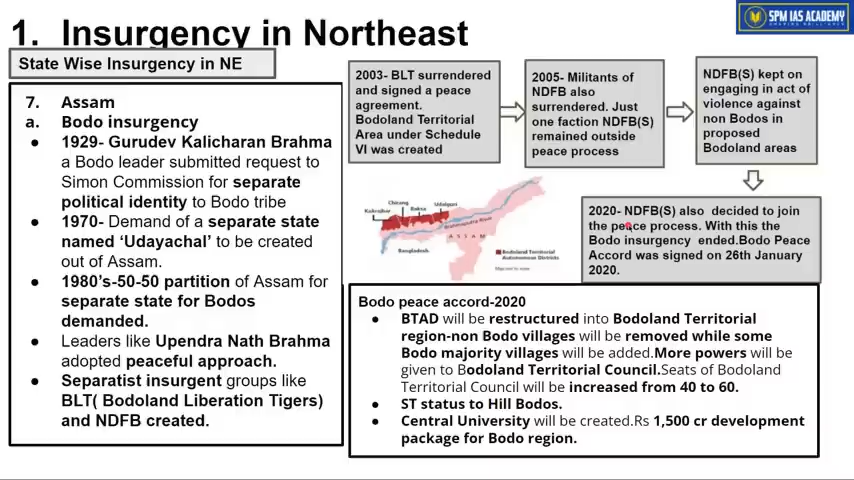 1. Insurgency in Northeast
SPM IAS ACADEMY
State Wise Insurgency in NE
7. Assam
a. Bodo insurgency
● 1929- Gurudev Kalicharan Brahma
a Bodo leader submitted request to
Simon Commission for separate
political identity to Bodo tribe
● 1970- Demand of a separate state
named ‘Udayachal’ to be created
out of Assam.
● 1980’s-50-50 partition of Assam for
separate state for Bodos
demanded.
● Leaders like Upendra Nath Brahma
adopted peaceful approach.
● Separatist insurgent groups like
BLT( Bodoland Liberation Tigers)
and NDFB created.
2003- BLT surrendered
and signed a peace
agreement.
Bodoland Territorial
Area under Schedule
VI was created
2005- Militants of
NDFB also
surrendered. Just
one faction NDFB(S)
remained outside
peace process
NDFB(S) kept on
engaging in act of
violence against
non Bodos in
proposed
Bodoland areas
2020- NDFB(S) also decided to join
the peace process. With this the
Bodo insurgency ended.Bodo Peace
Accord was signed on 26th January
2020.
Chirang
Baksa
Udalguri
Kokrajhar
Brahmaputra River
ASSAM
Bangladesh
Bodoland Territorial
Autonomous Districts
Bodo peace accord-2020
● BTAD will be restructured into Bodoland Territorial
region-non Bodo villages will be removed while some
Bodo majority villages will be added.More powers will be
given to Bodoland Territorial Council.Seats of Bodoland
Territorial Council will be increased from 40 to 60.
● ST status to Hill Bodos.
● Central University will be created.Rs 1,500 cr development
package for Bodo region.